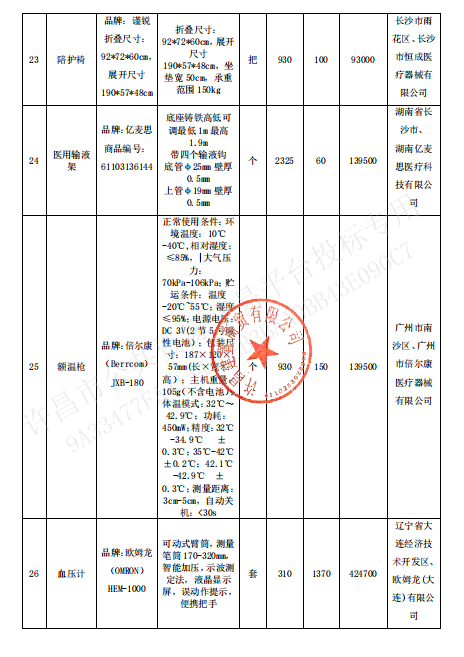 23
陪护椅
品牌：谨锐
折叠尺寸：
92*72*60cm，
展开尺寸
190*57*48cm
折叠尺寸：
92*72*60cm，展开
尺寸
190*57*48cm，坐
垫宽 50cm，承重
范围 150kg
把
930
100
93000
长沙市雨
花区、长沙
市恒成医
疗器械有
限公司
24
医用输液
架
品牌：亿麦思
商品编号：
61103136144
底座铸铁高低可
调最低 1m 最高
1.9m
带四个输液钩
底管φ25mm 壁厚
0.5mm
上管φ19mm 壁厚
0.5mm
个
2325
60
139500
湖南省长
沙市、
湖南亿麦
思医疗科
技有限公
司
25
额温枪
品牌：倍尔康
（Berrcom）
JXB-180
正常使用条件：环
境温度：10℃
-40℃,相对湿度：
≤85%，|大气压
力：
70kPa-106kPa；贮
运条件：温度
-20℃~55℃；湿度
≤95%；电源电压：
DC 3V(2 节 5 号碱
性电池)；包装尺
寸：187×120×
57mm(长×宽×
高)；主机重量：
105g(不含电池)；
体温模式：32℃～
42.9℃；功耗：
450mW；精度：32℃
-34.9℃ ±
0.3℃；35℃-42℃
±0.2℃；42.1℃
-42.9℃ ±
0.3℃；测量距离：
3cm-5cm，自动关
机：<30s
个
930
150
139500
广州市南
沙区、广州
市倍尔康
医疗器械
有限公司
26
血压计
品牌：欧姆龙
（OMRON）
HEM-1000
可动式臂筒，测量
笔筒 170-320mm，
智能加压，示波测
定法，液晶显示
屏，误动作提示，
便携把手
套
310
1370
424700
辽宁省大
连经济技
术开发区、
欧姆龙(大
连)有限公
司